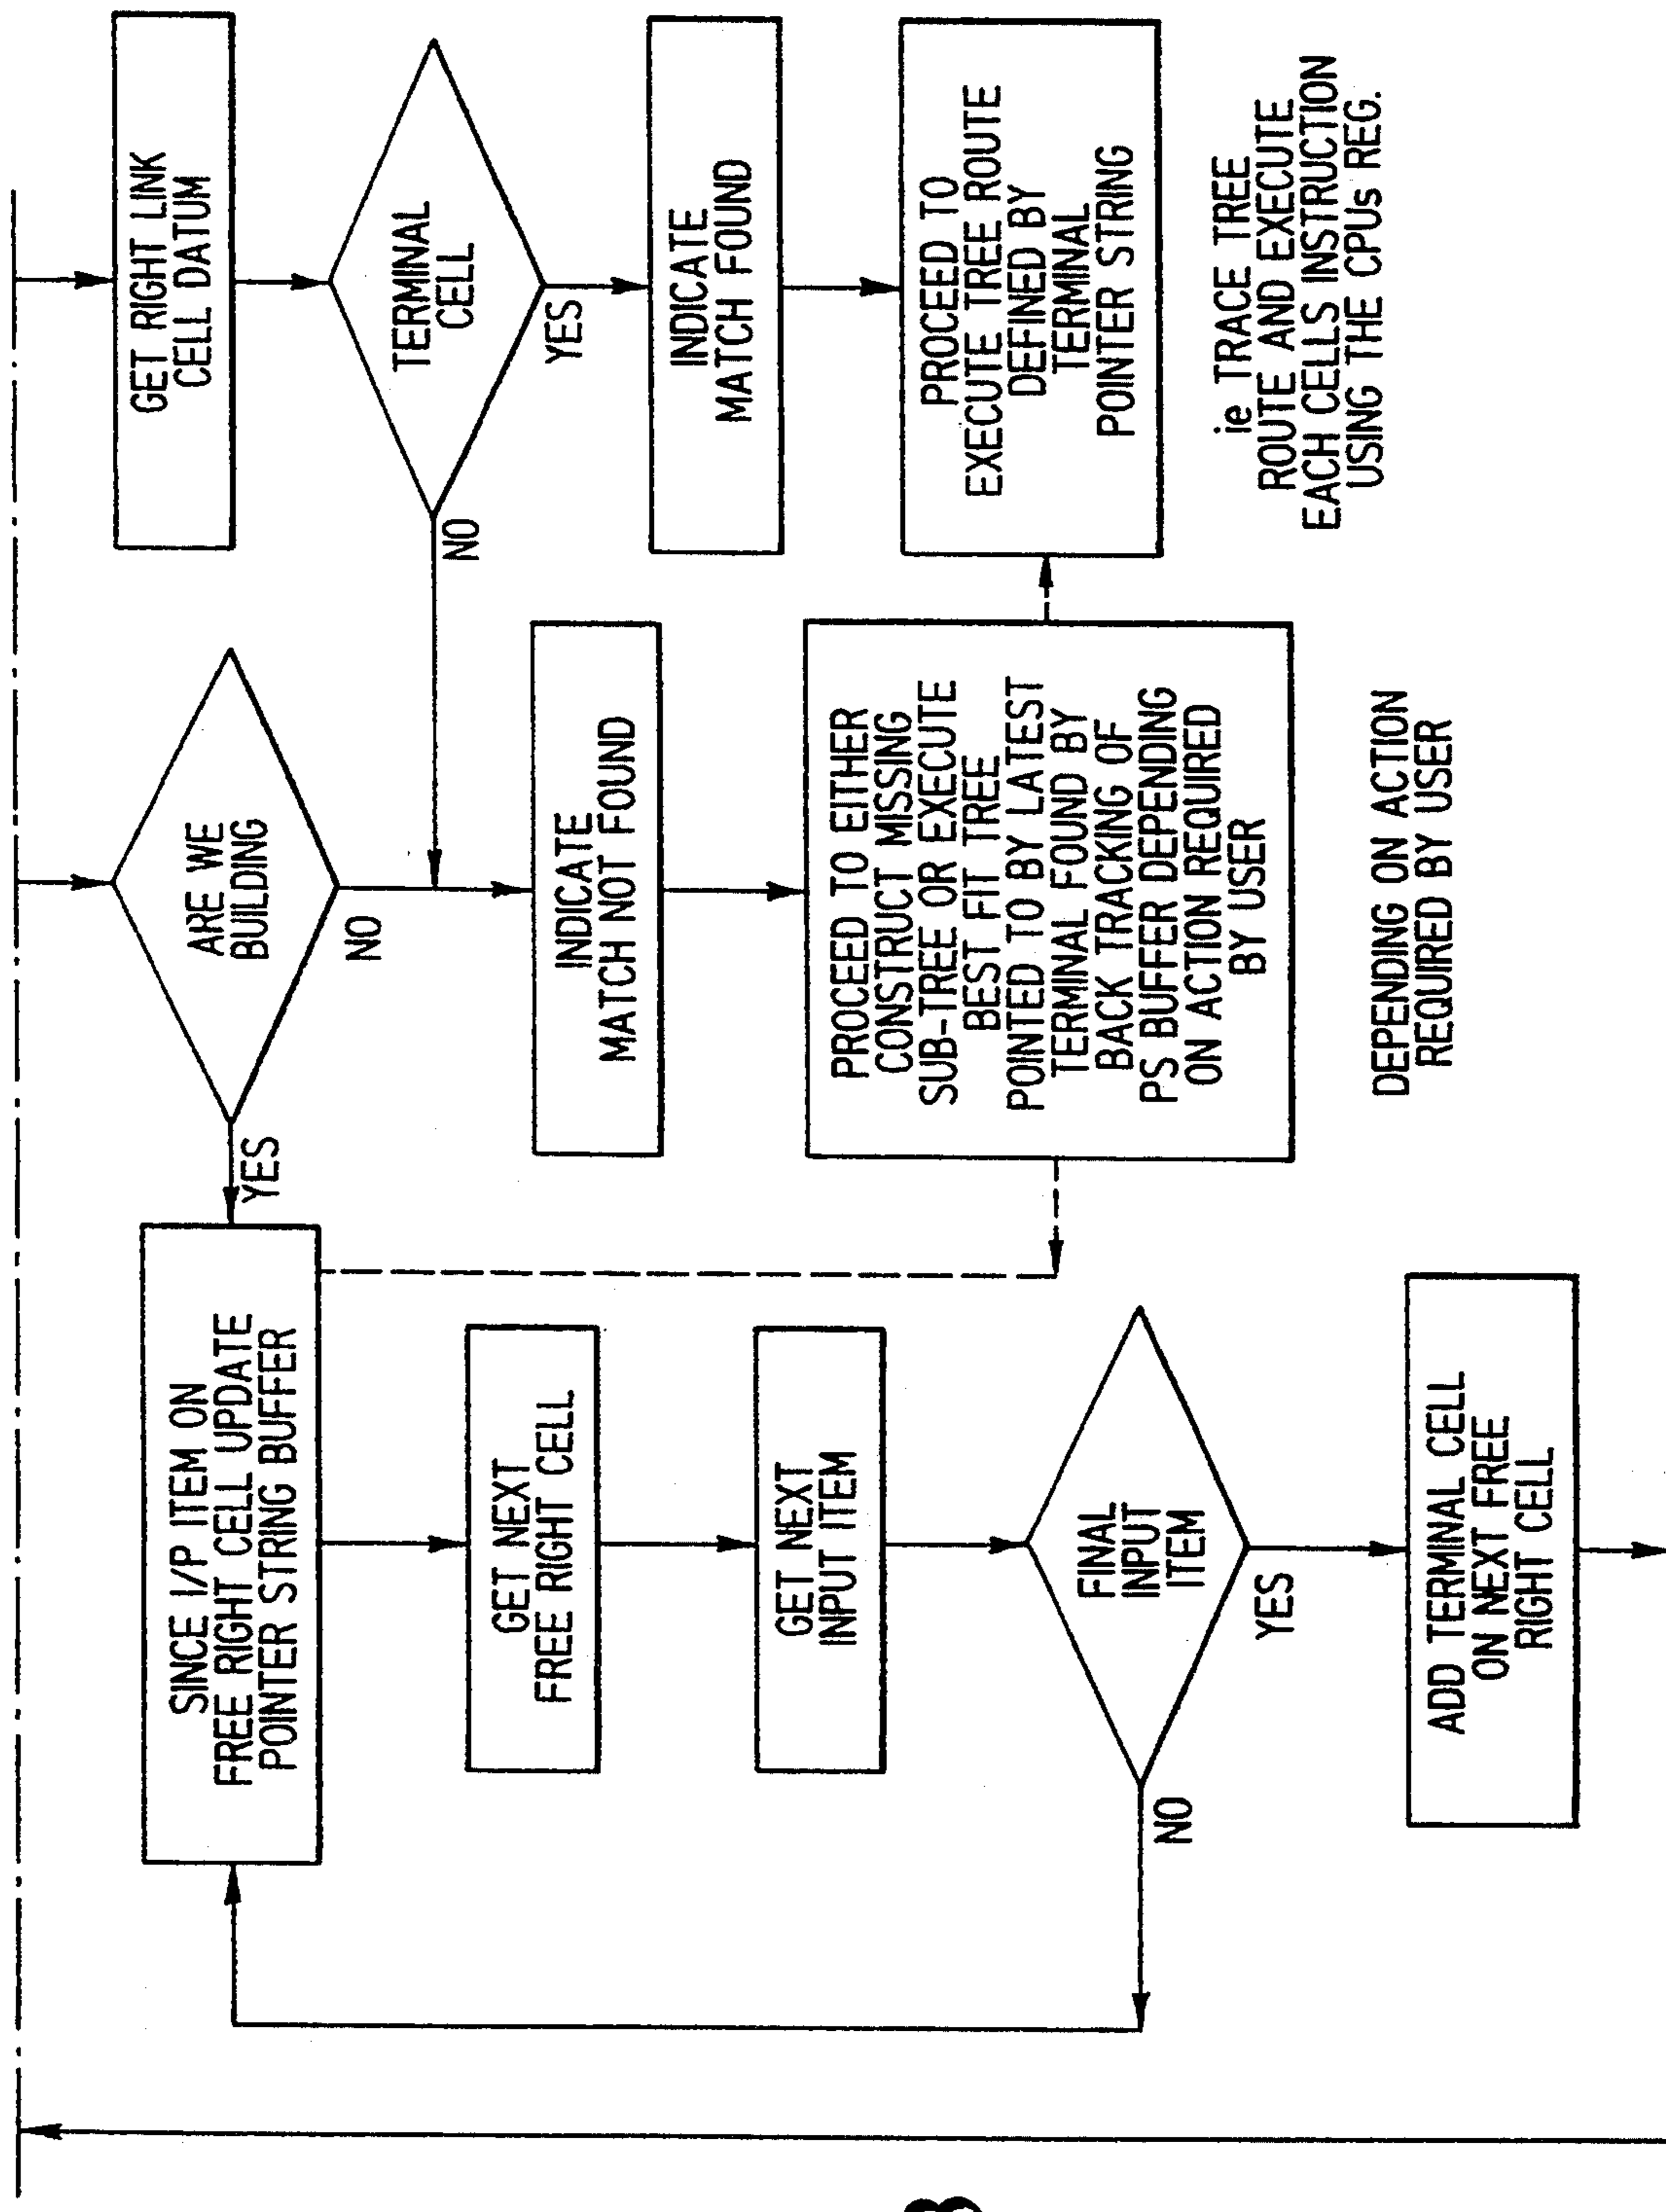 SINCE I/P ITEM ON
FREE RIGHT CELL UPDATE
POINTER STRING BUFFER
GET NEXT
FREE RIGHT CELL
GET NEXT
INPUT ITEM
FINAL
INPUT
ITEM
NO
YES
ADD TERMINAL CELL
ON NEXT FREE
RIGHT CELL
ARE WE
BUILDING
YES
NO
INDICATE
MATCH NOT FOUND
PROCEED TO EITHER
CONSTRUCT MISSING
SUB-TREE OR EXECUTE
BEST FIT TREE
POINTED TO BY LATEST
TERMINAL FOUND BY
BACK TRACKING OF
PS BUFFER DEPENDING
ON ACTION REQUIRED
BY USER
DEPENDING ON ACTION
REQUIRED BY USER
GET RIGHT LINK
CELL DATUM
TERMINAL
CELL
NO
YES
INDICATE
MATCH FOUND
PROCEED TO
EXECUTE TREE ROUTE
DEFINED BY
TERMINAL
POINTER STRING
ie TRACE TREE
ROUTE AND EXECUTE
EACH CELLS INSTRUCTION
USING THE CPUs REG.